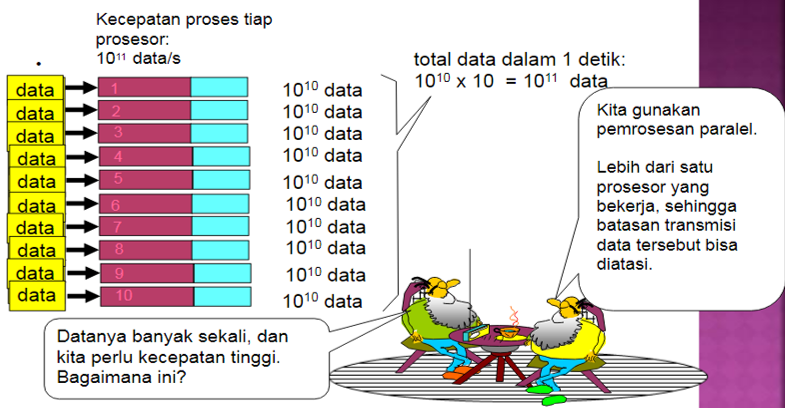 Kecepatan proses tiap
prosesor:
10¹¹ data/s
total data dalam 1 detik:
10¹⁰ x 10 = 10¹¹ data
data 1 10¹⁰ data
data 2 10¹⁰ data
data 3 10¹⁰ data
data 4 10¹⁰ data
data 5 10¹⁰ data
data 6 10¹⁰ data
data 7 10¹⁰ data
data 8 10¹⁰ data
data 9 10¹⁰ data
data 10 10¹⁰ data
Kita gunakan
pemrosesan paralel.
Lebih dari satu
prosesor yang
bekerja, sehingga
batasan transmisi
data tersebut bisa
diatasi.
Datanya banyak sekali, dan
kita perlu kecepatan tinggi.
Bagaimana ini?